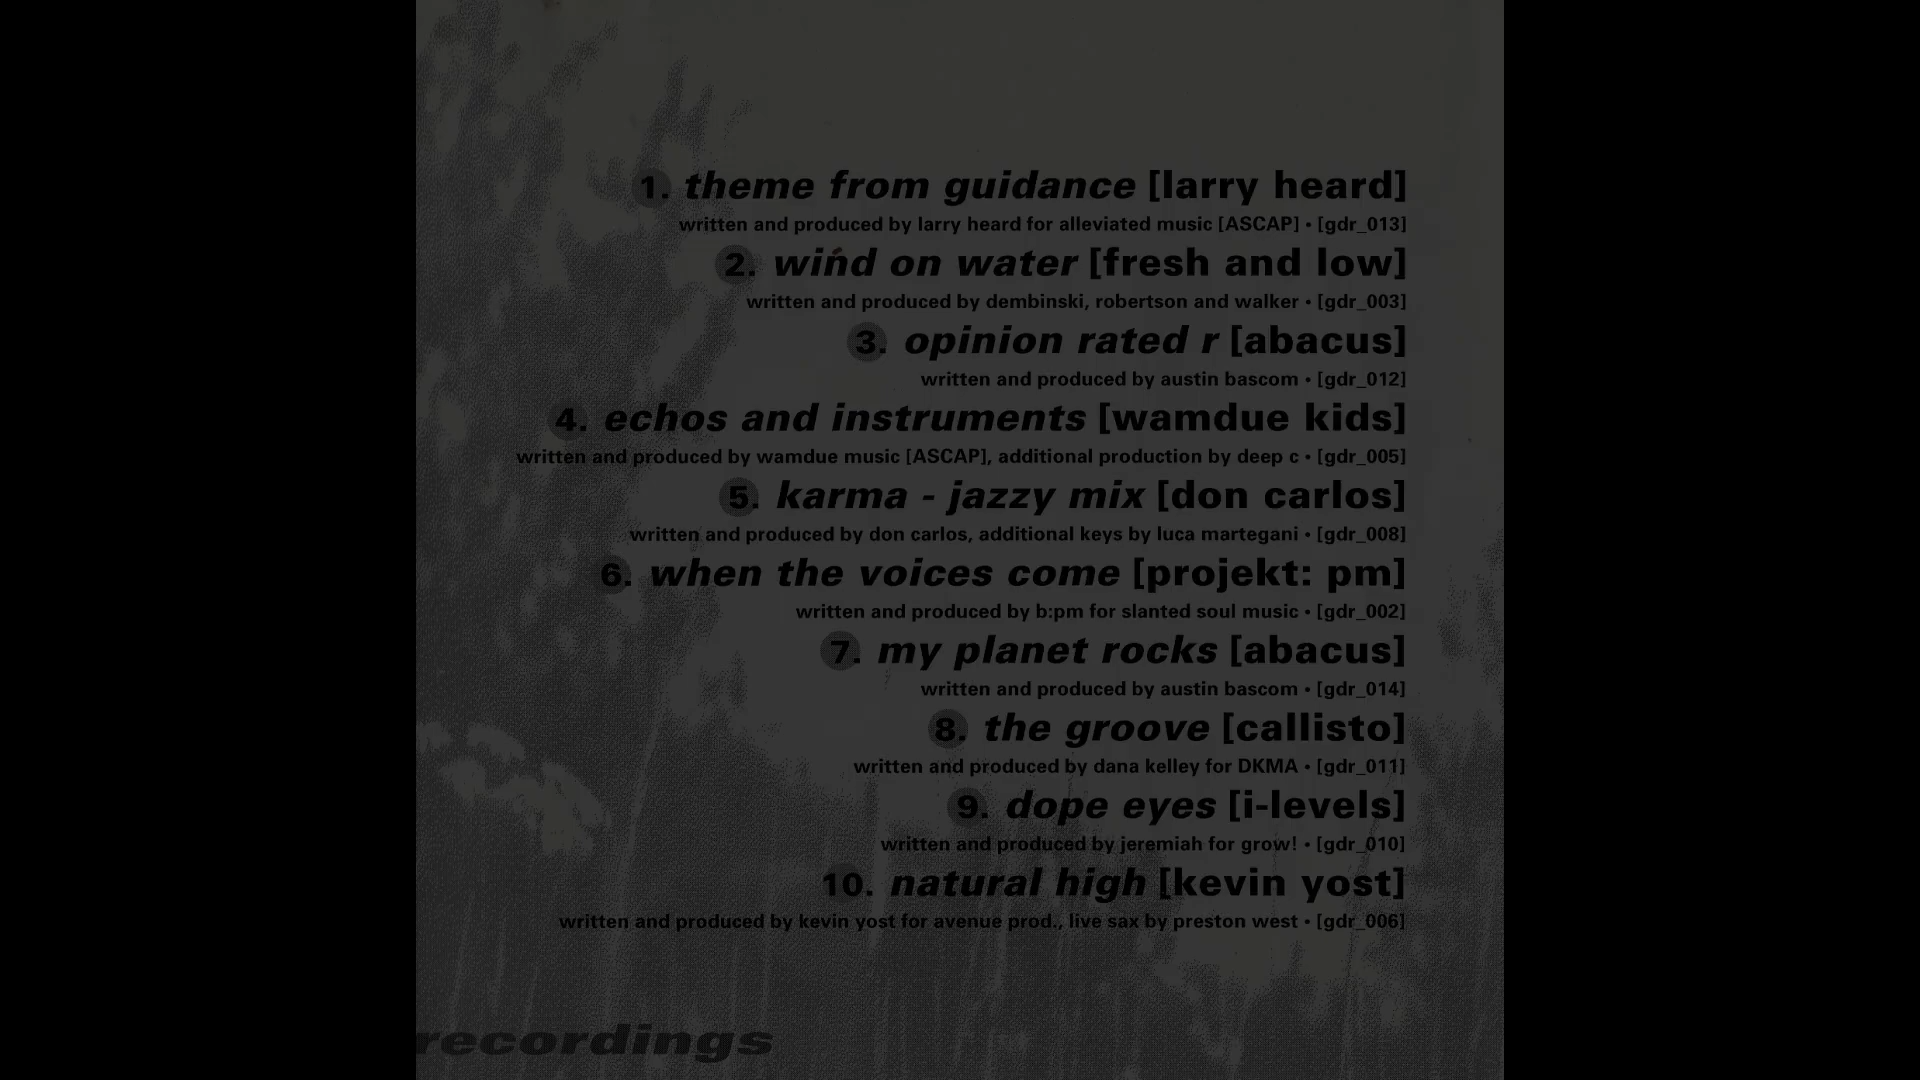 1. theme from guidance [larry heard]
written and produced by larry heard for alleviated music [ASCAP] • [gdr_013]
2. wind on water [fresh and low]
written and produced by dembinski, robertson and walker • [gdr_003]
3. opinion rated r [abacus]
written and produced by austin bascom • [gdr_012]
4. echos and instruments [wamdue kids]
written and produced by wamdue music [ASCAP], additional production by deep c • [gdr_005]
5. karma - jazzy mix [don carlos]
written and produced by don carlos, additional keys by luca martegani • [gdr_008]
6. when the voices come [projekt: pm]
written and produced by b:pm for slanted soul music • [gdr_002]
7. my planet rocks [abacus]
written and produced by austin bascom • [gdr_014]
8. the groove [callisto]
written and produced by dana kelley for DKMA • [gdr_011]
9. dope eyes [i-levels]
written and produced by jeremiah for grow! • [gdr_010]
10. natural high [kevin yost]
written and produced by kevin yost for avenue prod., live sax by preston west • [gdr_006]
recordings